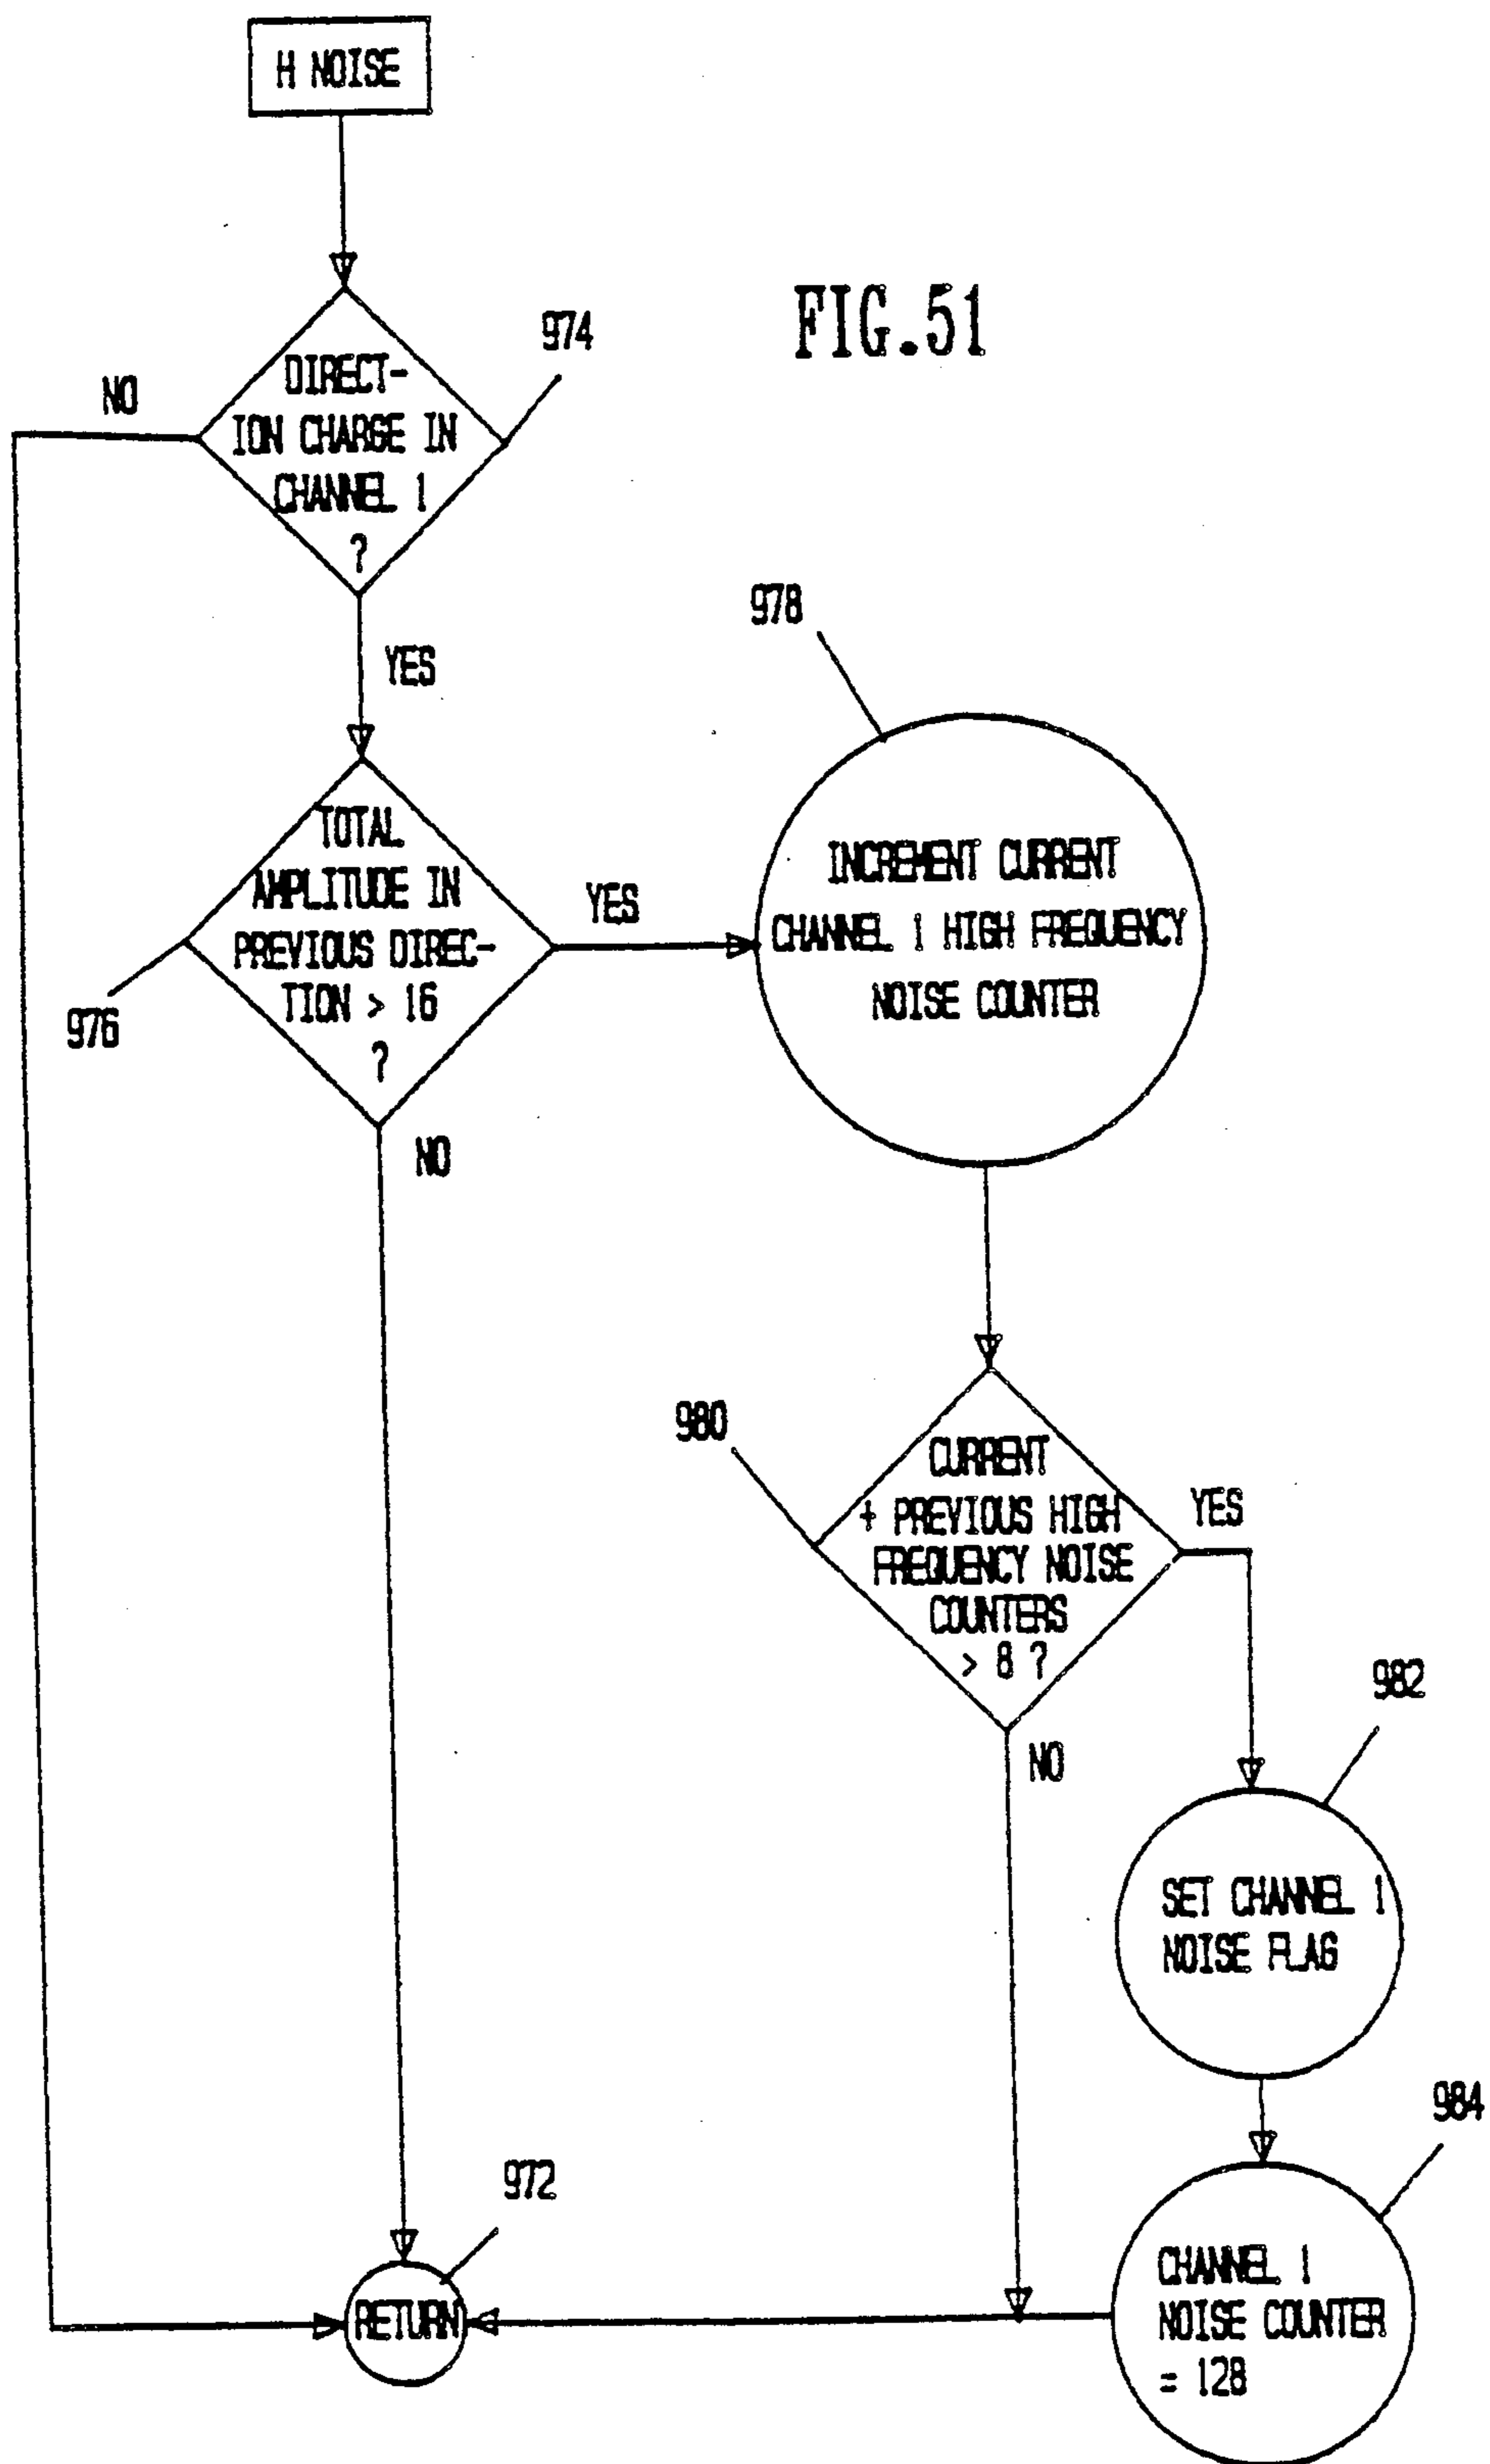 H NOISE
FIG.51
974
DIRECT-
ION CHARGE IN
CHANNEL 1
?
NO
YES
978
TOTAL
AMPLITUDE IN
PREVIOUS DIREC-
TION > 16
?
976
YES
NO
INCREMENT CURRENT
CHANNEL 1 HIGH FREQUENCY
NOISE COUNTER
980
CURRENT
+ PREVIOUS HIGH
FREQUENCY NOISE
COUNTERS
> 8 ?
YES
NO
982
SET CHANNEL 1
NOISE FLAG
984
CHANNEL 1
NOISE COUNTER
= 128
972
RETURN